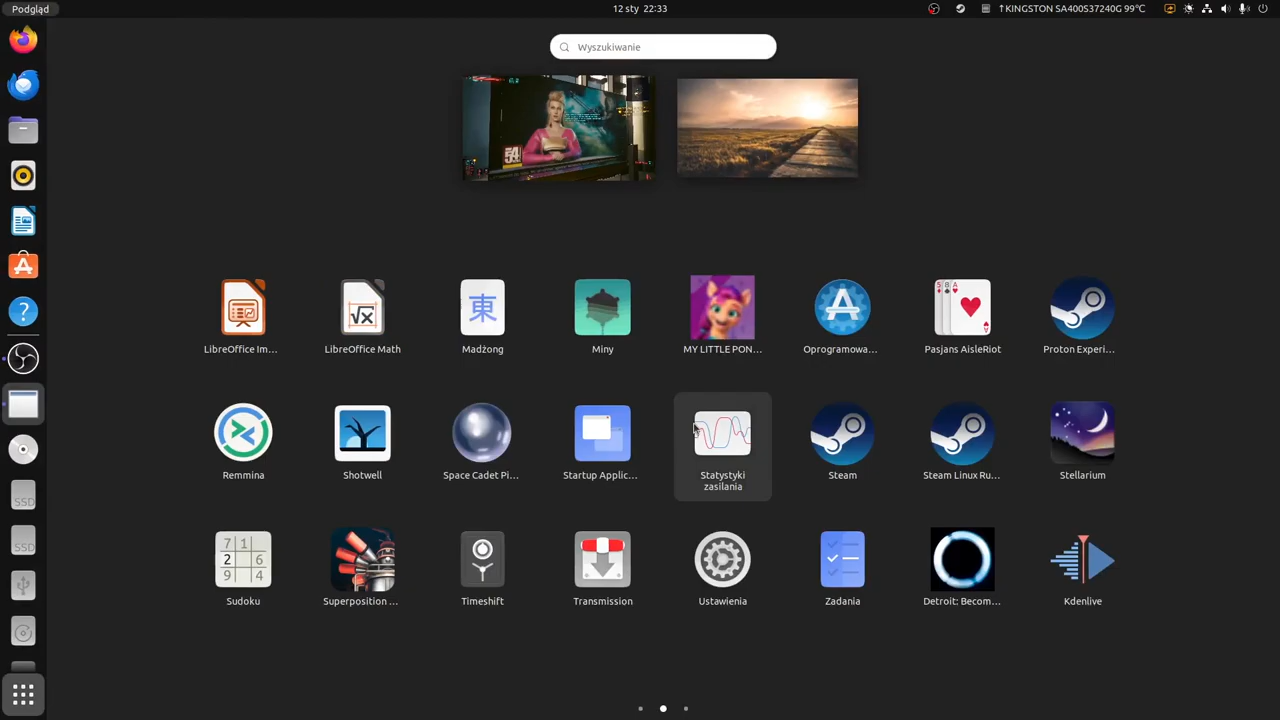 Podgląd
12 sty 22:33
↑KINGSTON SA400S37240G 99°C
Wyszukiwanie
54
LibreOffice Im...
LibreOffice Math
Madżong
Miny
MY LITTLE PON...
Oprogramowa...
Pasjans AisleRiot
Proton Experi...
Remmina
Shotwell
Space Cadet Pi...
Startup Applic...
Statystyki
zasilania
Steam
Steam Linux Ru...
Stellarium
Sudoku
Superposition ...
Timeshift
Transmission
Ustawienia
Zadania
Detroit: Becom...
Kdenlive